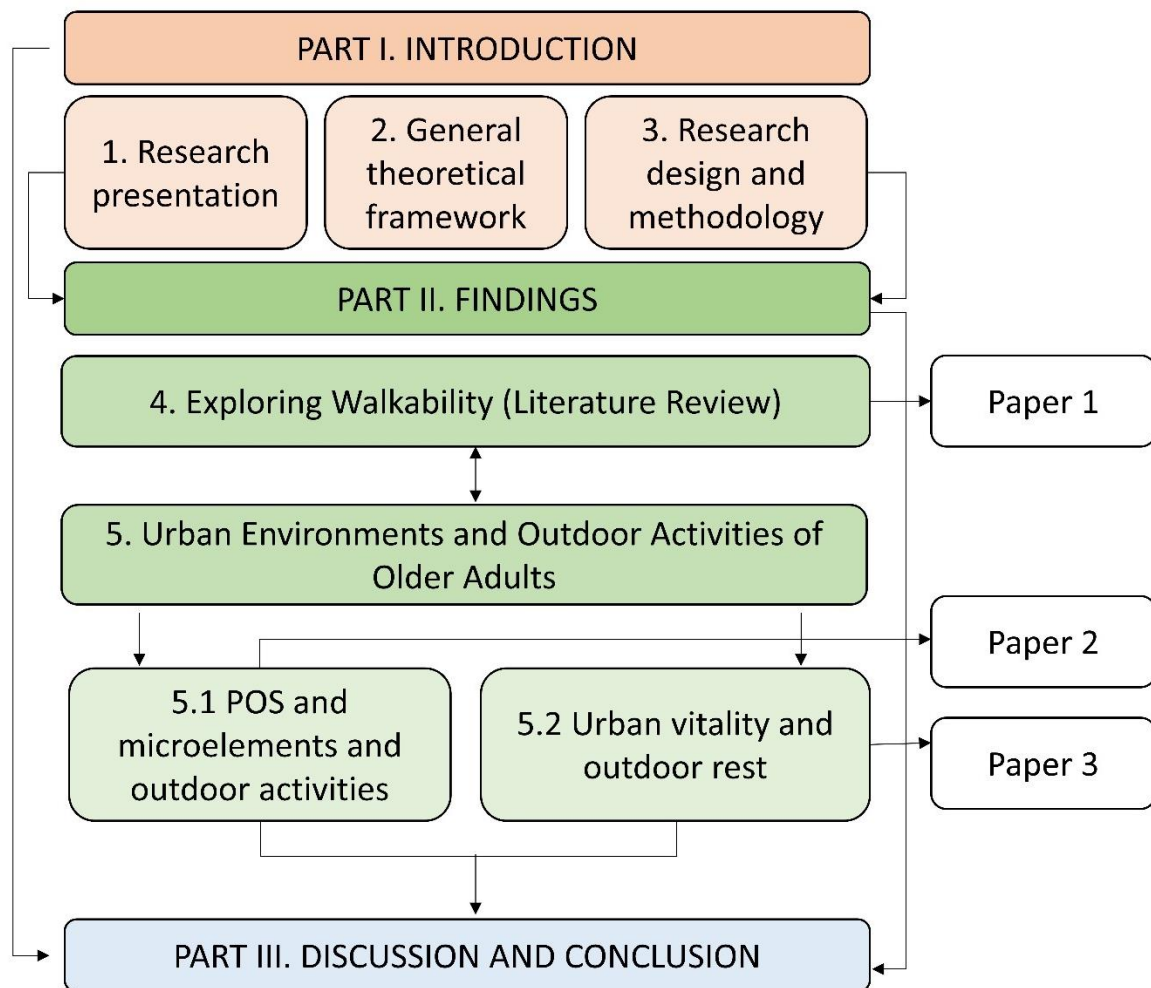 PART I. INTRODUCTION
1. Research
presentation
2. General
theoretical
framework
3. Research
design and
methodology
PART II. FINDINGS
4. Exploring Walkability (Literature Review)
Paper 1
5. Urban Environments and Outdoor Activities of
Older Adults
Paper 2
5.1 POS and
microelements and
outdoor activities
5.2 Urban vitality and
outdoor rest
Paper 3
PART III. DISCUSSION AND CONCLUSION